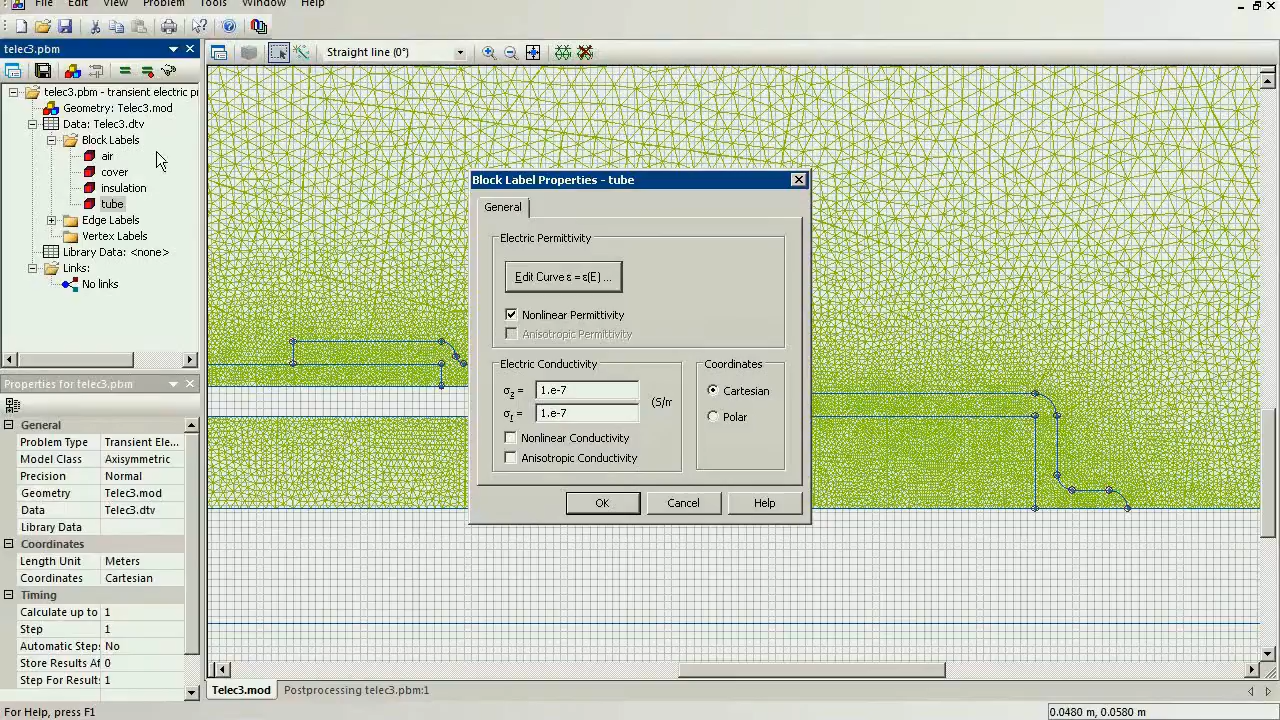 File Edit View Problem Tools Window Help
telec3.pbm
Straight line (0°)
telec3.pbm - transient electric pr
Geometry: Telec3.mod
Data: Telec3.dtv
Block Labels
air
cover
insulation
tube
Edge Labels
Vertex Labels
Library Data: <none>
Links:
No links
Properties for telec3.pbm
General
Problem Type Transient Ele...
Model Class Axisymmetric
Precision Normal
Geometry Telec3.mod
Data Telec3.dtv
Library Data
Coordinates
Length Unit Meters
Coordinates Cartesian
Timing
Calculate up to 1
Step 1
Automatic Step: No
Store Results Af 0
Step For Results 1
Block Label Properties - tube
General
Electric Permittivity
Edit Curve ε = ε(E) ...
Nonlinear Permittivity
Anisotropic Permittivity
Electric Conductivity
σz = 1.e-7
σr = 1.e-7
(S/m
Nonlinear Conductivity
Anisotropic Conductivity
Coordinates
Cartesian
Polar
OK Cancel Help
Telec3.mod Postprocessing telec3.pbm:1
For Help, press F1
0.0480 m, 0.0580 m